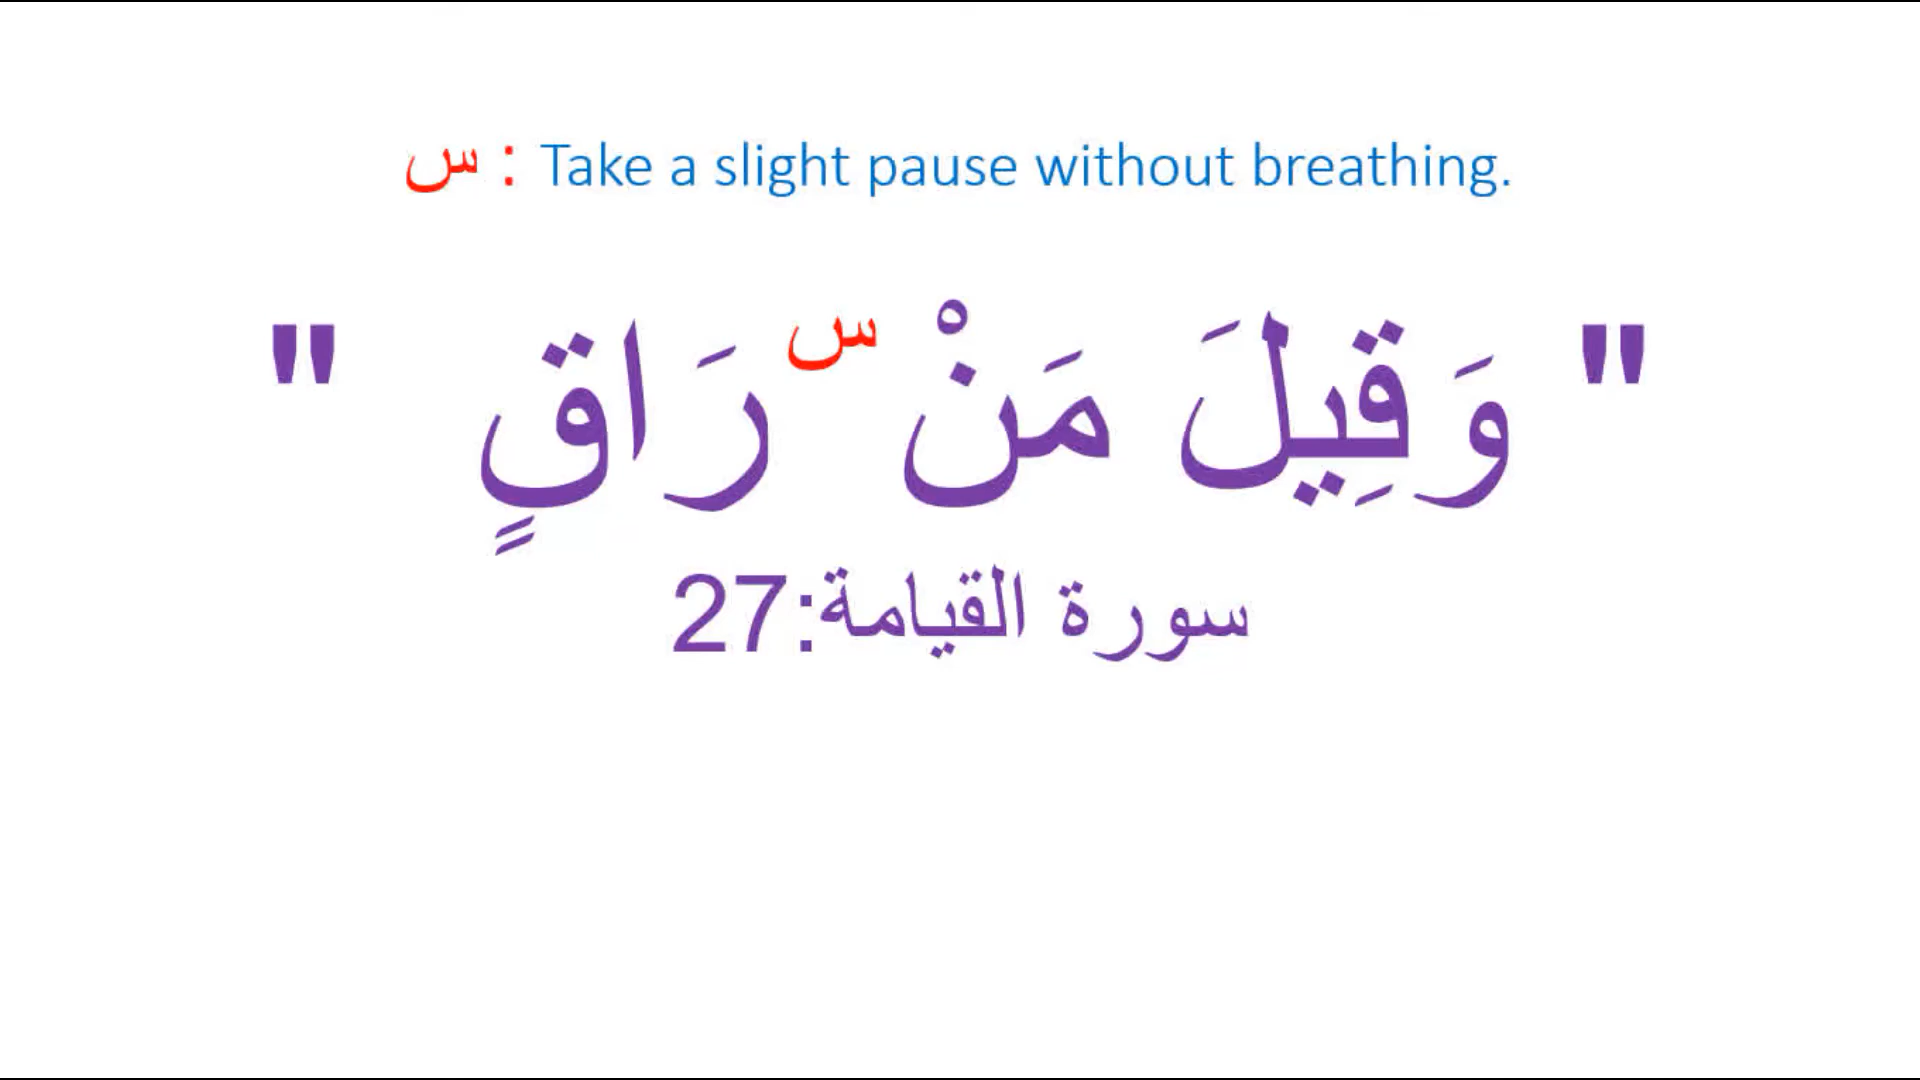 س : Take a slight pause without breathing.
" وَقِيلَ مَنْ ۜ رَاقٍ "
سورة القيامة:27